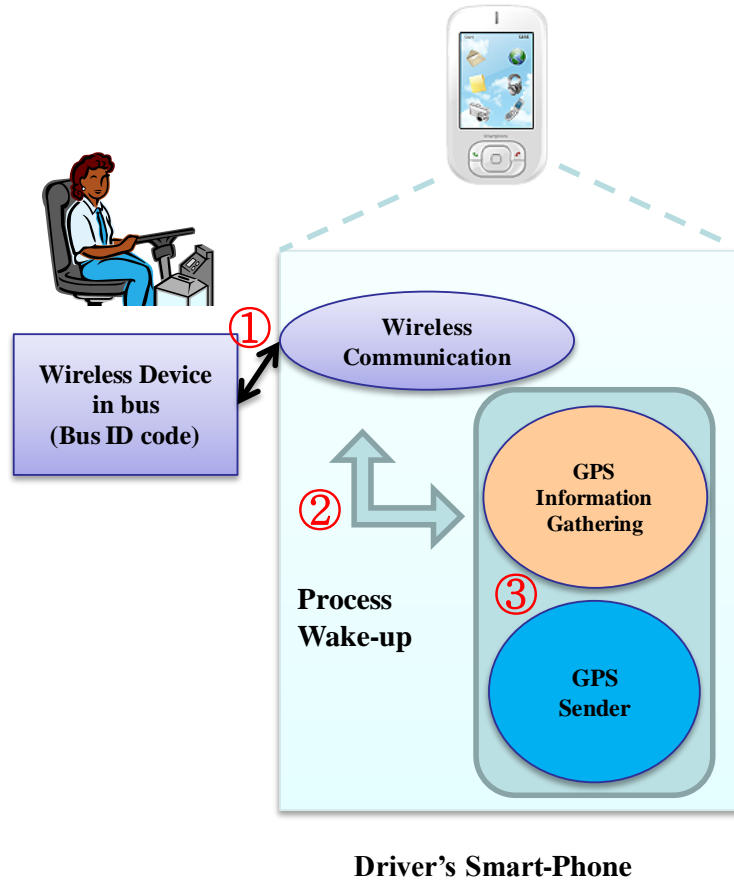 Smartphone
①
Wireless
Communication
Wireless Device
in bus
(Bus ID code)
GPS
Information
Gathering
②
Process
Wake-up
③
GPS
Sender
Driver's Smart-Phone